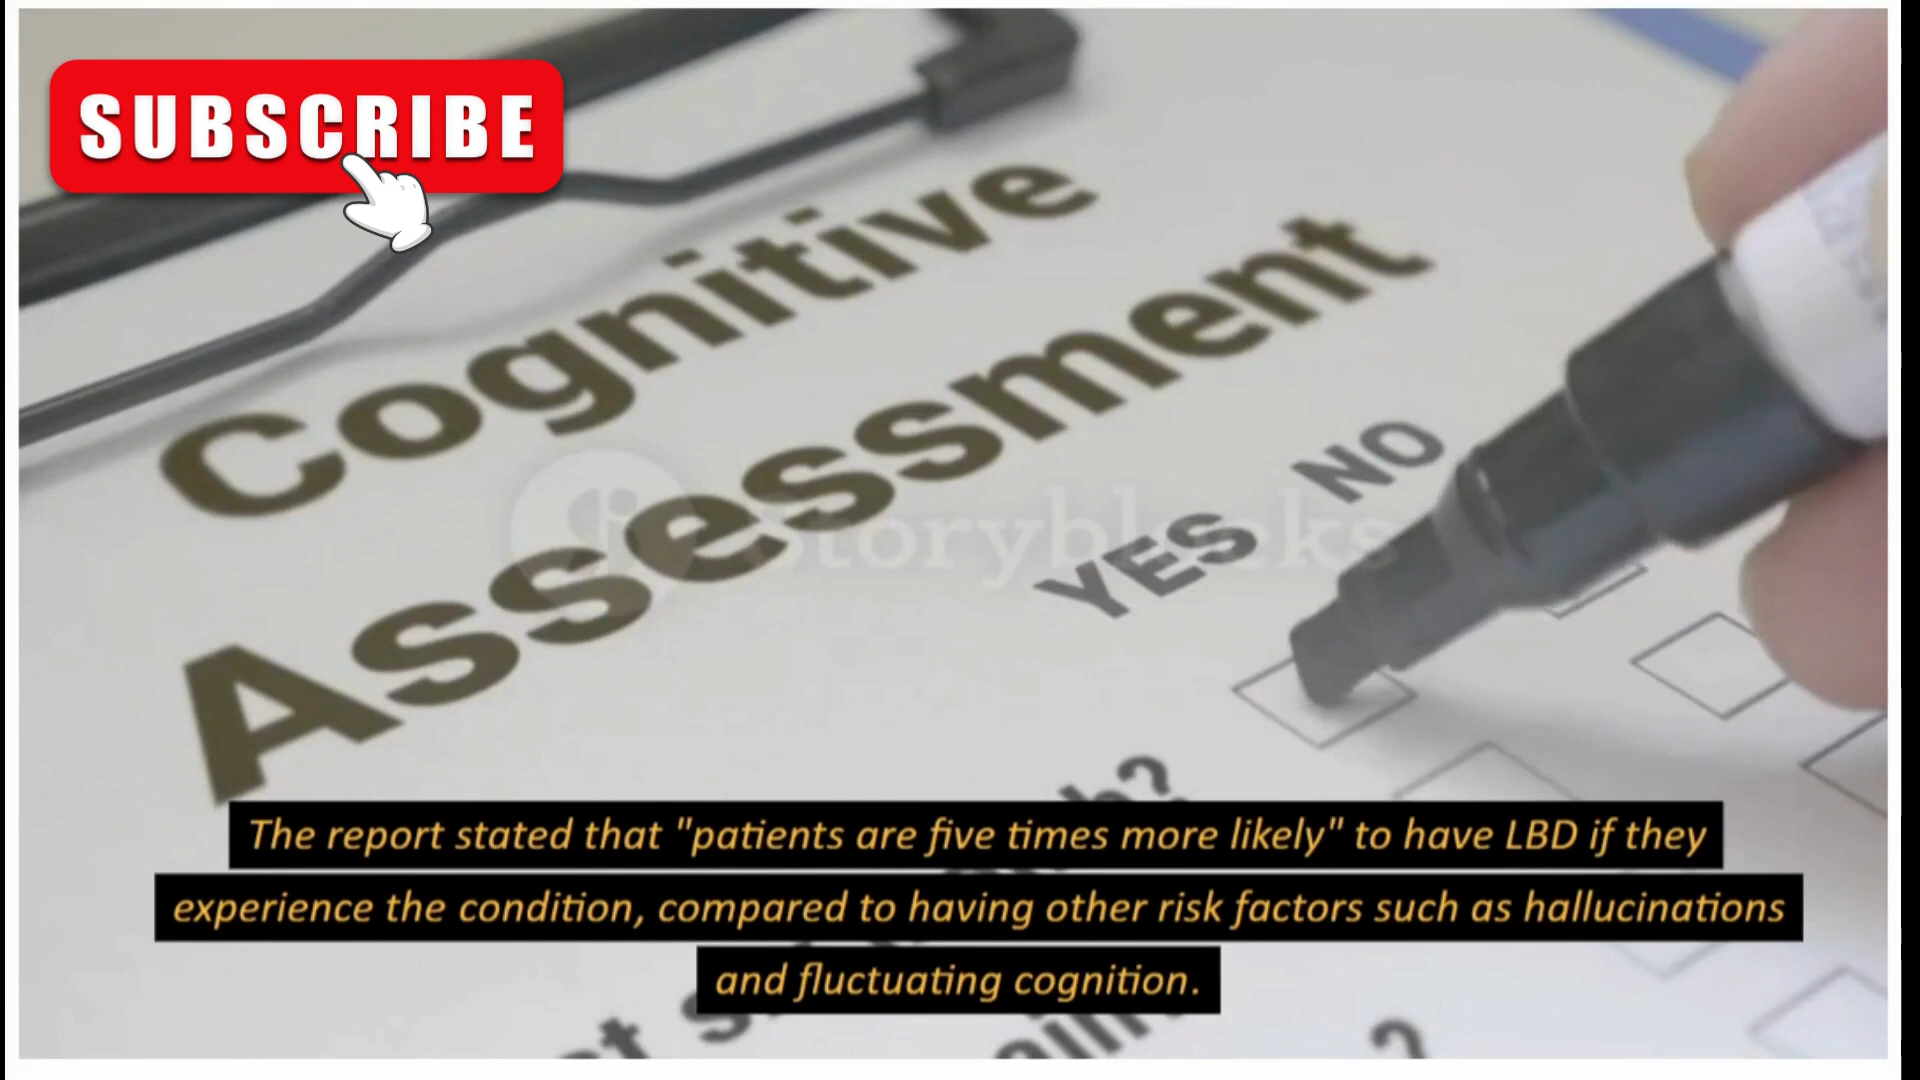 SUBSCRIBE
Cognitive
Assessment
YES NO
Storyblocks
The report stated that "patients are five times more likely" to have LBD if they
experience the condition, compared to having other risk factors such as hallucinations
and fluctuating cognition.